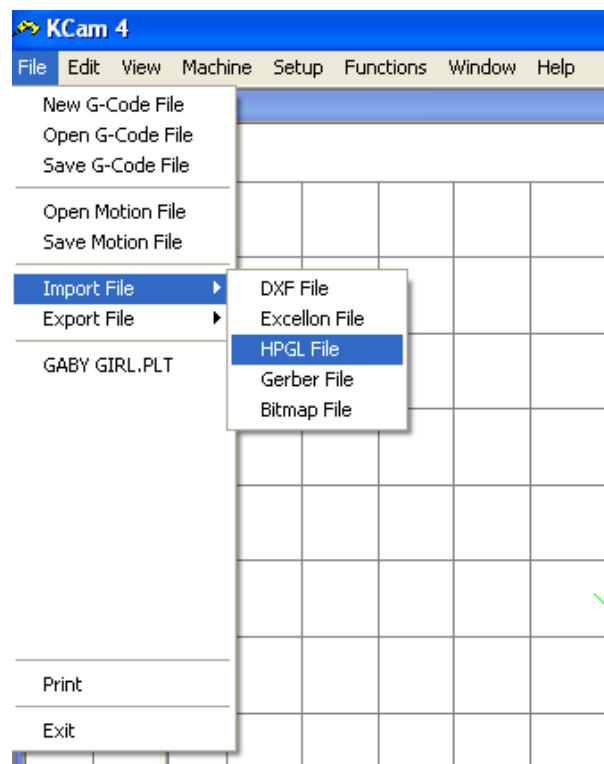 KCam 4
File Edit View Machine Setup Functions Window Help
New G-Code File
Open G-Code File
Save G-Code File
Open Motion File
Save Motion File
Import File
Export File
GABY GIRL.PLT
Print
Exit
DXF File
Excellon File
HPGL File
Gerber File
Bitmap File